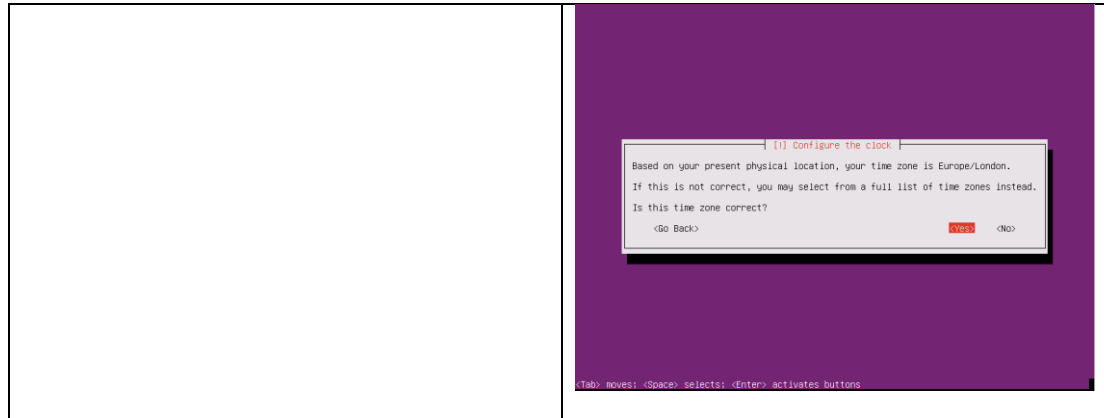 [!] Configure the clock
Based on your present physical location, your time zone is Europe/London.
If this is not correct, you may select from a full list of time zones instead.
Is this time zone correct?
<Go Back> <Yes> <No>
<Tab> moves; <Space> selects; <Enter> activates buttons